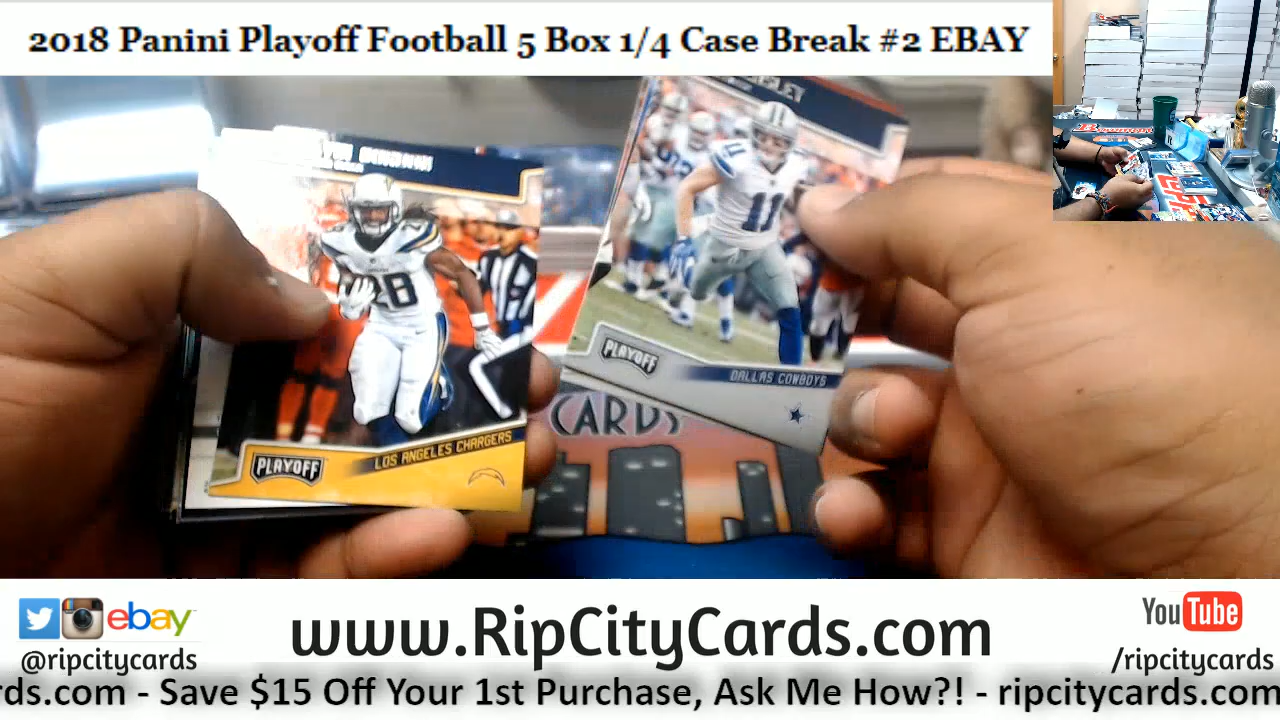 2018 Panini Playoff Football 5 Box 1/4 Case Break #2 EBAY
11
28
PLAYOFF
DALLAS COWBOYS
PLAYOFF
LOS ANGELES CHARGERS
CARDS
ebay
@ripcitycards
www.RipCityCards.com
YouTube
/ripcitycards
rds.com - Save $15 Off Your 1st Purchase, Ask Me How?! - ripcitycards.com